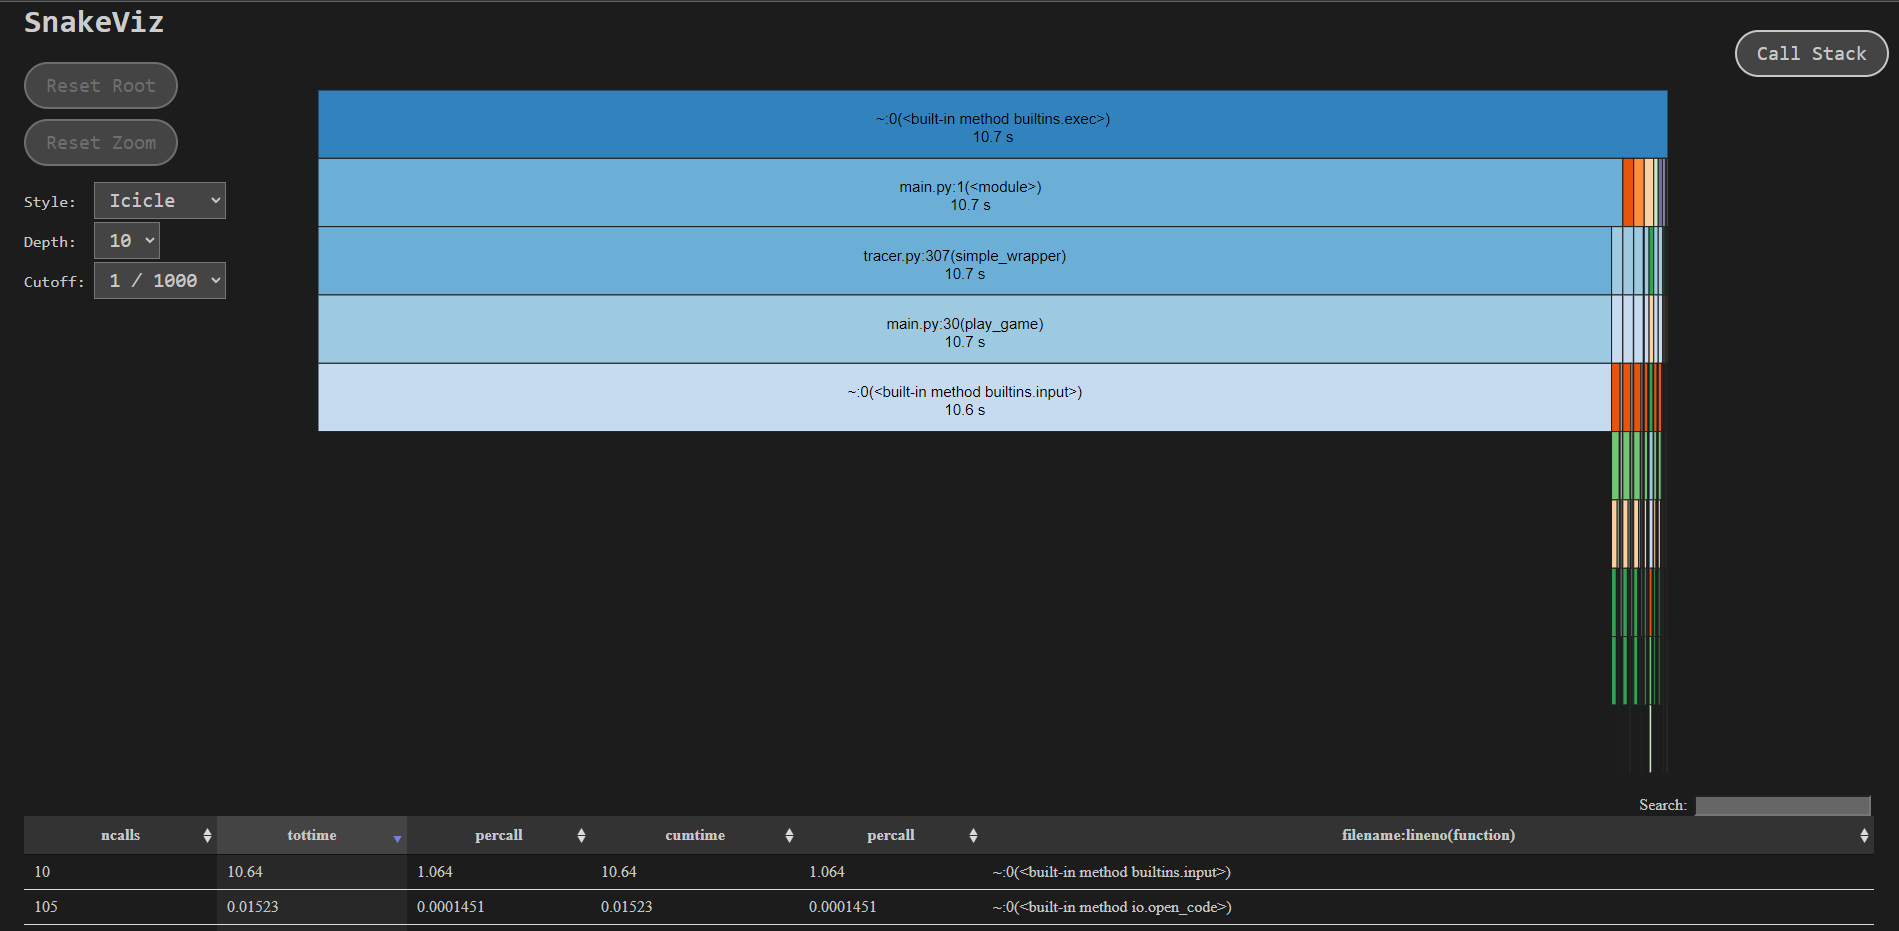 SnakeViz
Call Stack
Reset Root
Reset Zoom
Style: Icicle
Depth: 10
Cutoff: 1 / 1000
~:0(<built-in method builtins.exec>)
10.7 s
main.py:1(<module>)
10.7 s
tracer.py:307(simple_wrapper)
10.7 s
main.py:30(play_game)
10.7 s
~:0(<built-in method builtins.input>)
10.6 s
Search:
ncalls tottime percall cumtime percall filename:lineno(function)
10 10.64 1.064 10.64 1.064 ~:0(<built-in method builtins.input>)
105 0.01523 0.0001451 0.01523 0.0001451 ~:0(<built-in method io.open_code>)